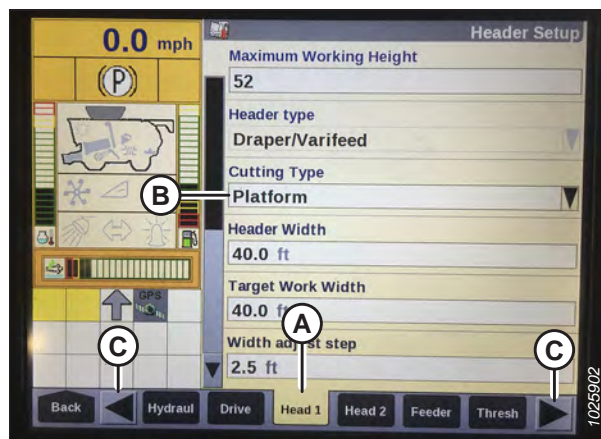 0.0 mph
(P)
Header Setup
Maximum Working Height
52
Header type
Draper/Varifeed
Cutting Type
B
Platform
Header Width
40.0 ft
Target Work Width
40.0
A
Width adjust step
2.5 ft
GPS
C
C
Back
Hydraul
Drive
Head 1
Head 2
Feeder
Thresh
1025902